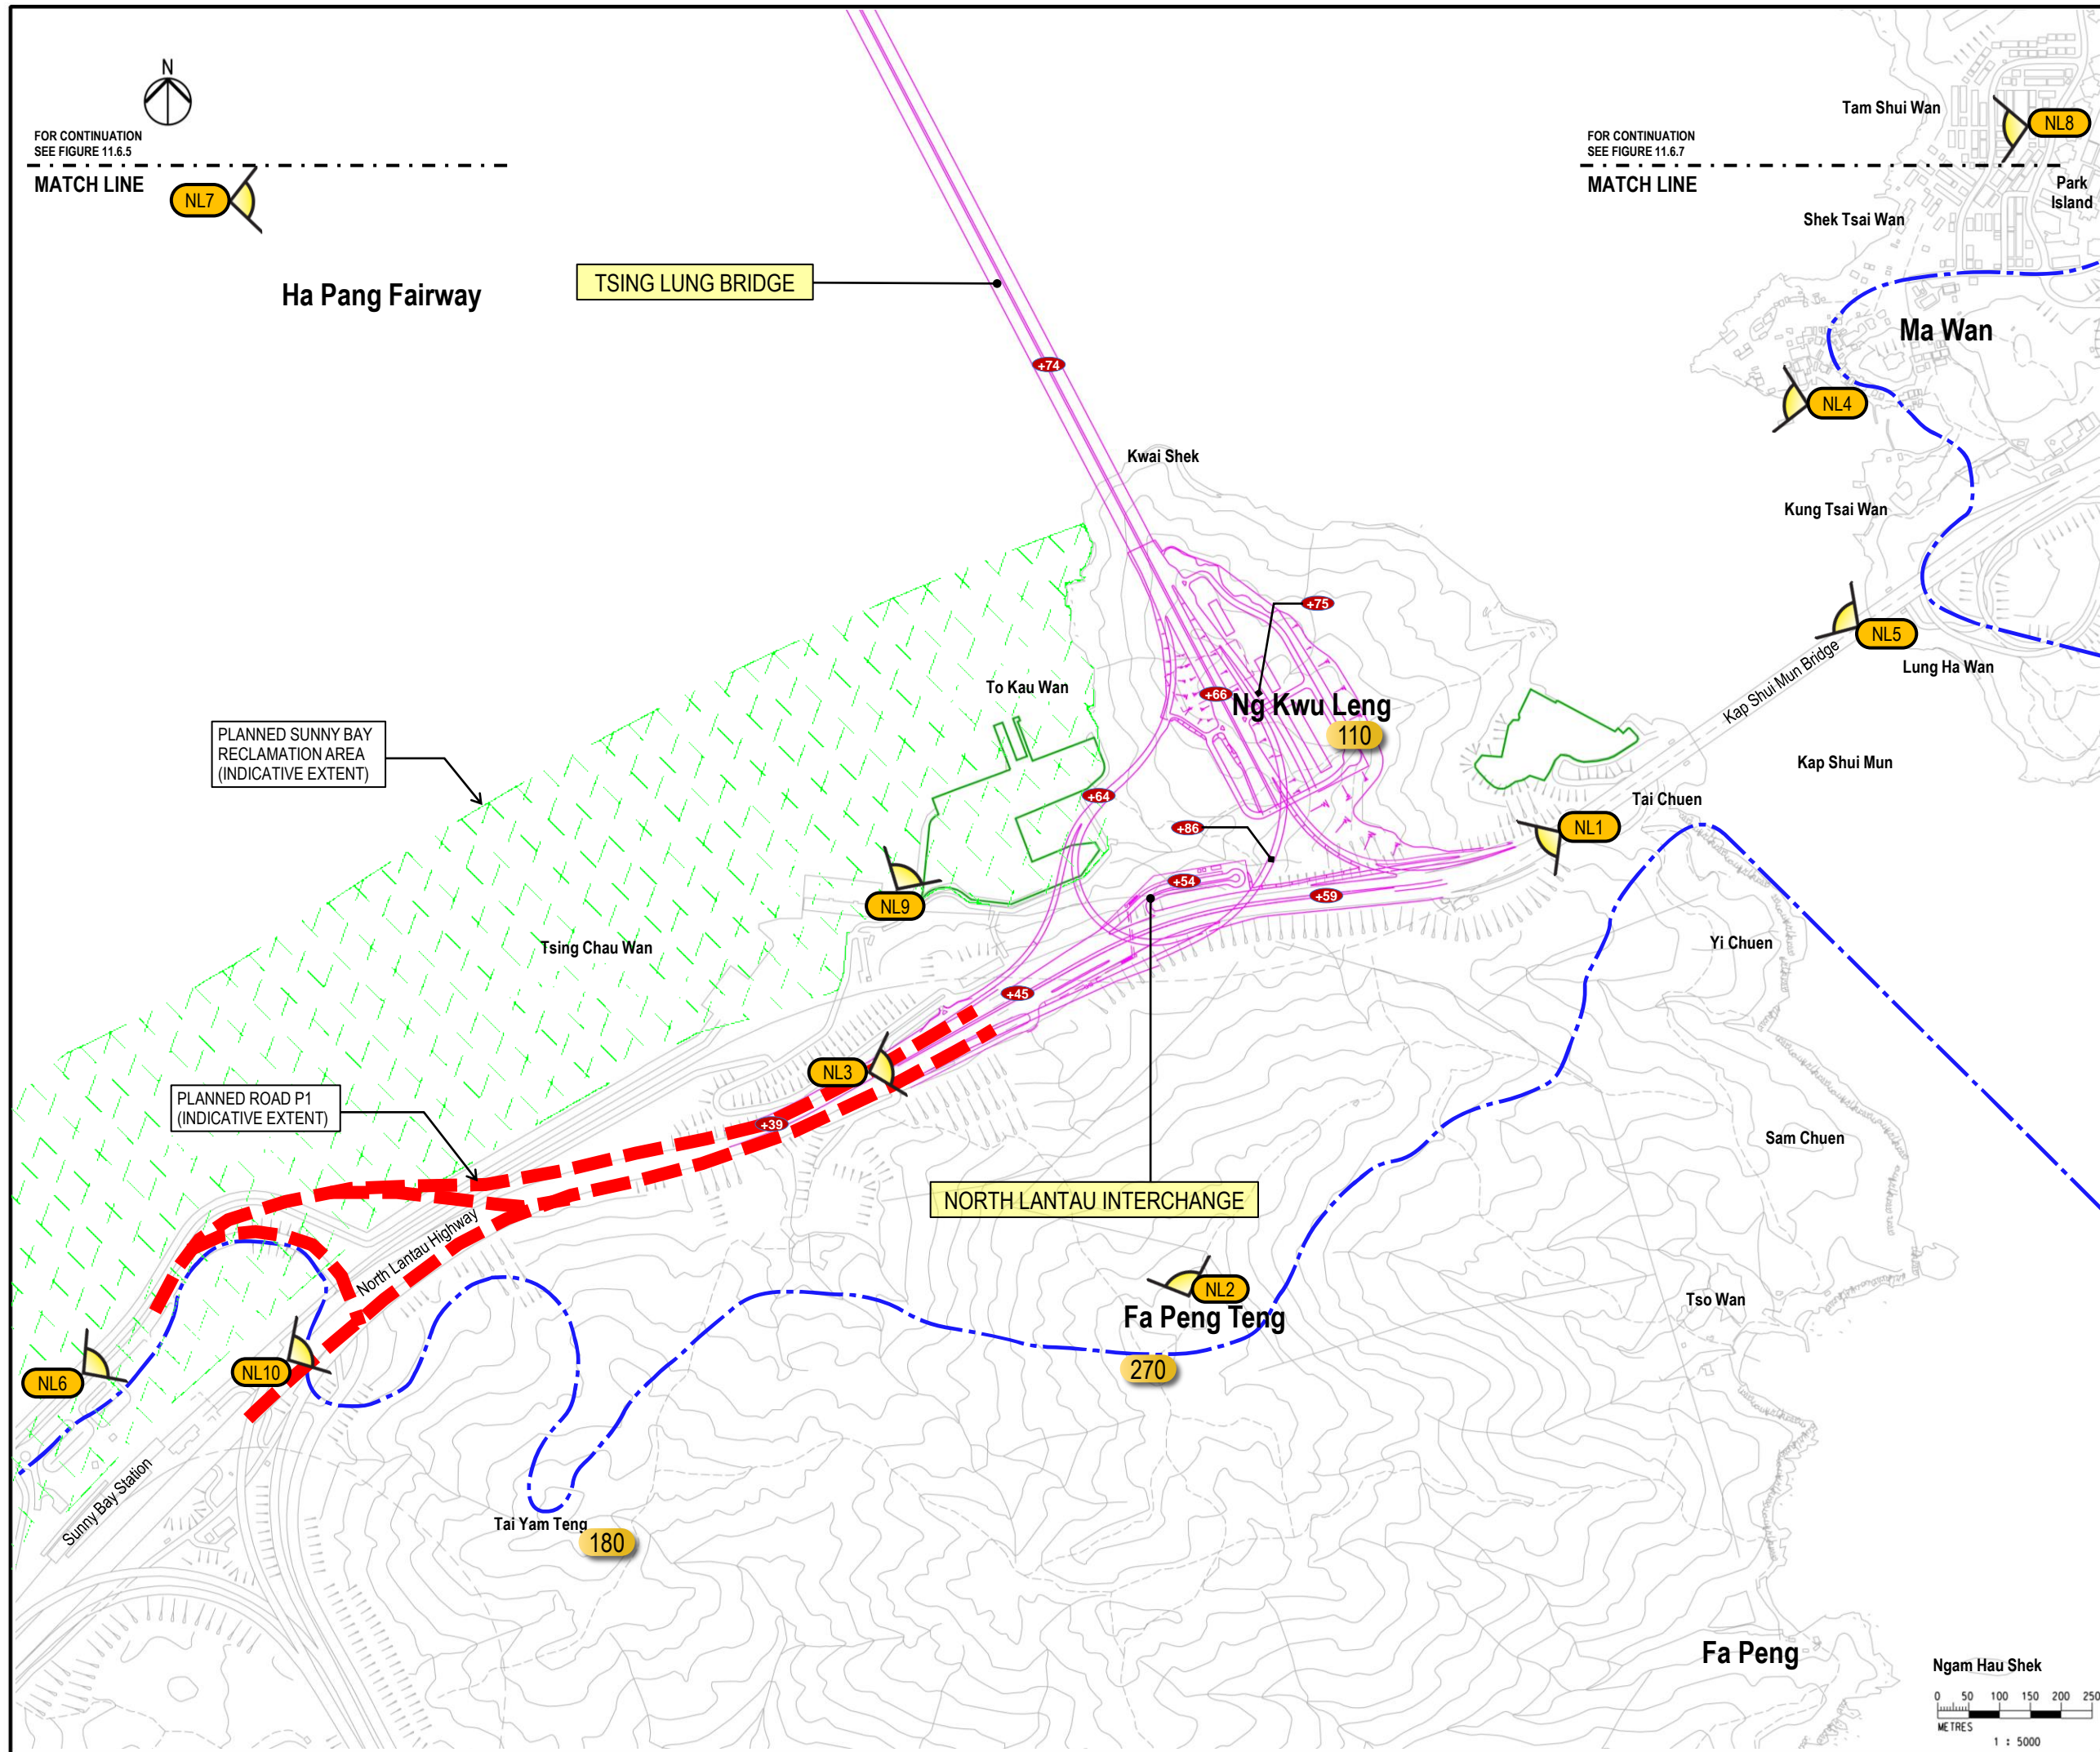 N
FOR CONTINUATION
SEE FIGURE 11.6.5
MATCH LINE
NL7
Ha Pang Fairway
TSING LUNG BRIDGE
+74
FOR CONTINUATION
SEE FIGURE 11.6.7
MATCH LINE
Tam Shui Wan
NL8
Park
Island
Shek Tsai Wan
Ma Wan
NL4
Kwai Shek
Kung Tsai Wan
+75
NL5
Kap Shui Mun Bridge
Lung Ha Wan
To Kau Wan
+66
Ng Kwu Leng
110
PLANNED SUNNY BAY
RECLAMATION AREA
(INDICATIVE EXTENT)
Kap Shui Mun
+64
Tai Chuen
+86
NL1
+54
+59
NL9
Tsing Chau Wan
Yi Chuen
+45
NL3
PLANNED ROAD P1
(INDICATIVE EXTENT)
+39
Sam Chuen
NORTH LANTAU INTERCHANGE
North Lantau Highway
NL2
Fa Peng Teng
Tso Wan
270
NL6
NL10
Sunny Bay Station
Tai Yam Teng
180
Fa Peng
Ngam Hau Shek
0 50 100 150 200 250
METRES
1 : 5000